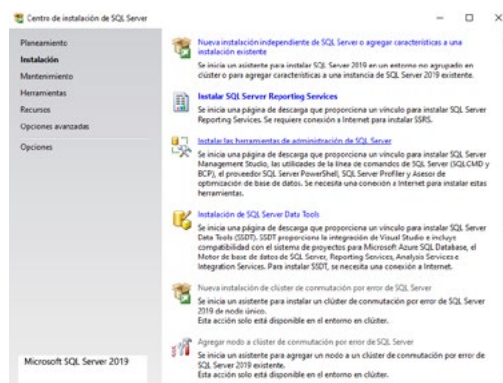 Centro de instalación de SQL Server
Planeamiento
Instalación
Mantenimiento
Herramientas
Recursos
Opciones avanzadas
Opciones
Microsoft SQL Server 2019
Nueva instalación independiente de SQL Server o agregar características a una
instalación existente
Se inicia un asistente para instalar SQL Server 2019 en un entorno no agrupado en
clúster o para agregar características a una instancia de SQL Server 2019 existente.
Instalar SQL Server Reporting Services
Se inicia una página de descarga que proporciona un vínculo para instalar SQL Server
Reporting Services. Se requiere conexión a Internet para instalar SSRS.
Instalar las herramientas de administración de SQL Server
Se inicia una página de descarga que proporciona un vínculo para instalar SQL Server
Management Studio, las utilidades de la línea de comandos de SQL Server (SQLCMD y
BCP), el proveedor SQL Server PowerShell, SQL Server Profiler y Asesor de
optimización de base de datos. Se necesita una conexión a Internet para instalar estas
herramientas.
Instalación de SQL Server Data Tools
Se inicia una página de descarga que proporciona un vínculo para instalar SQL Server
Data Tools (SSDT). SSDT proporciona la integración de Visual Studio e incluye
compatibilidad con el sistema de proyectos para Microsoft Azure SQL Database, el
Motor de base de datos de SQL Server, Reporting Services, Analysis Services e
Integration Services. Para instalar SSDT, se necesita una conexión a Internet.
Nueva instalación de clúster de conmutación por error de SQL Server
Se inicia un asistente para instalar un clúster de conmutación por error de SQL Server
2019 de nodo único.
Esta acción solo está disponible en el entorno en clúster.
Agregar nodo a clúster de conmutación por error de SQL Server
Se inicia un asistente para agregar un nodo a un clúster de conmutación por error de
SQL Server 2019 existente.
Esta acción solo está disponible en el entorno en clúster.